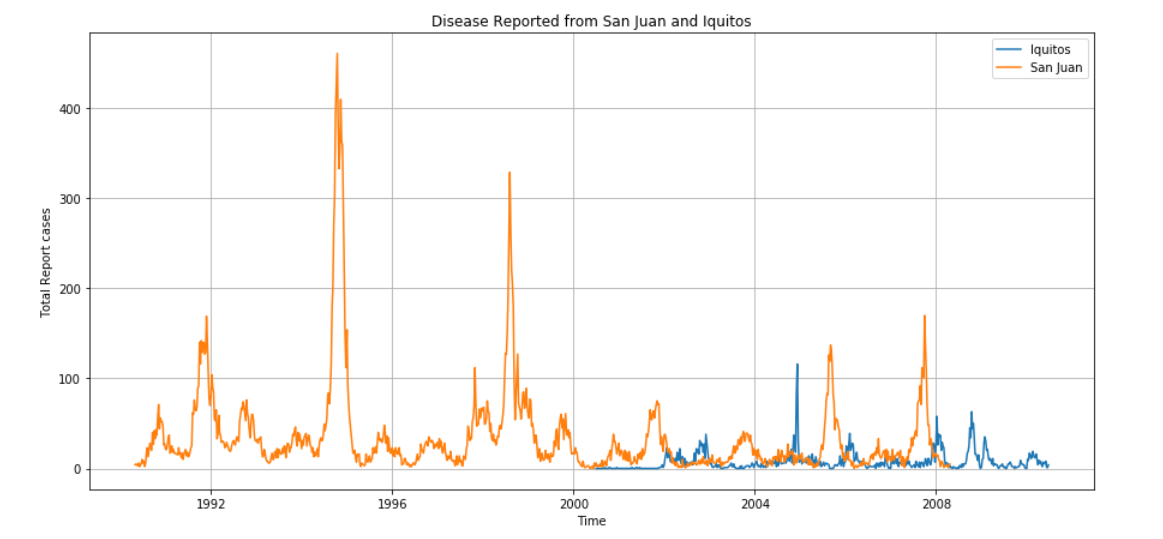 Disease Reported from San Juan and Iquitos
Iquitos
San Juan
Total Report cases
400
300
200
100
0
1992 1996 2000 2004 2008
Time